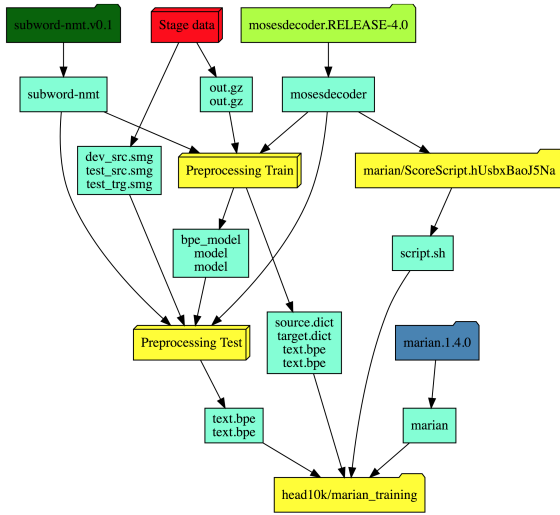 subword-nmt.v0.1
Stage data
mosesdecoder.RELEASE-4.0
subword-nmt
out.gz
out.gz
mosesdecoder
dev_src.smg
test_src.smg
test_trg.smg
Preprocessing Train
marian/ScoreScript.hUsbxBaoJ5Na
bpe_model
model
model
script.sh
source.dict
target.dict
text.bpe
text.bpe
Preprocessing Test
marian.1.4.0
text.bpe
text.bpe
marian
head10k/marian_training